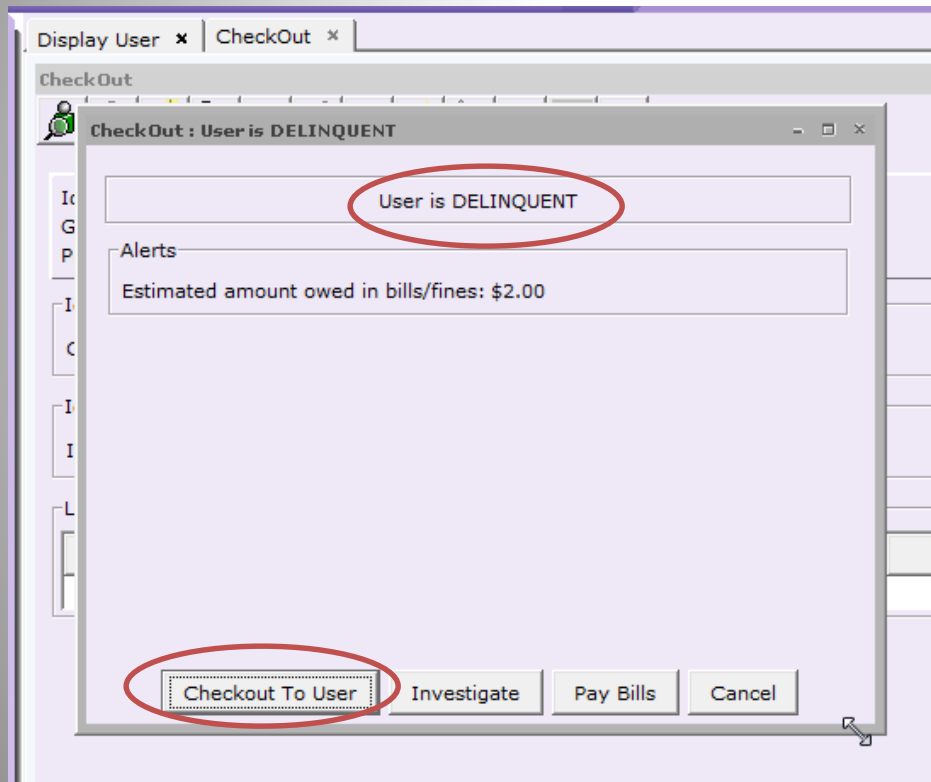 Display User × CheckOut ×
CheckOut
CheckOut : User is DELINQUENT
User is DELINQUENT
Alerts
Estimated amount owed in bills/fines: $2.00
Checkout To User Investigate Pay Bills Cancel